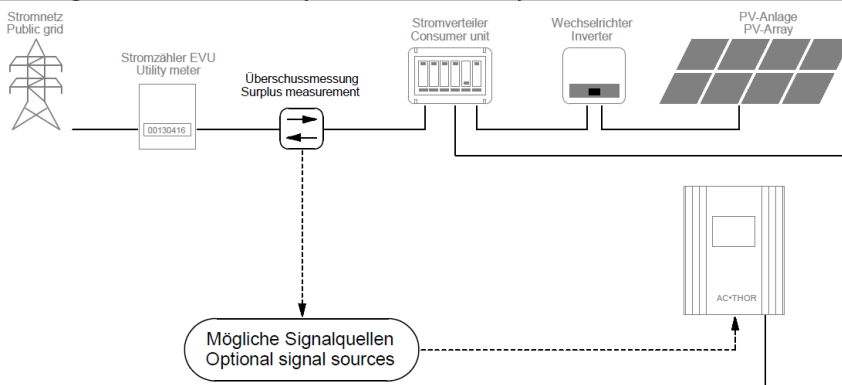 Stromnetz
Public grid
Stromzähler EVU
Utility meter
00130416
Überschussmessung
Surplus measurement
Stromverteiler
Consumer unit
Wechselrichter
Inverter
PV-Anlage
PV-Array
AC•THOR
Mögliche Signalquellen
Optional signal sources